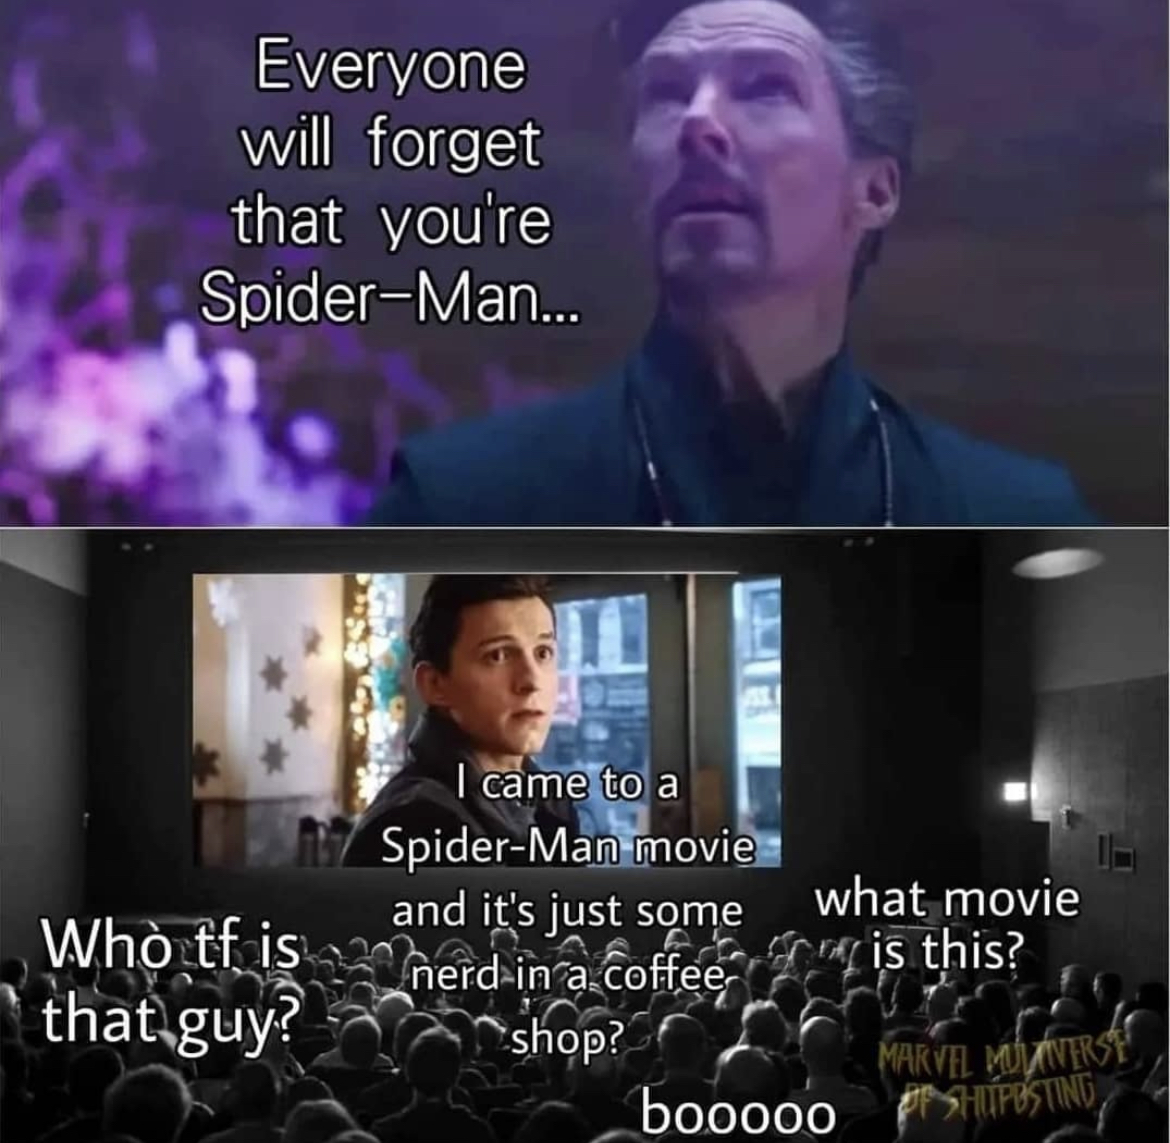 Everyone
will forget
that you're
Spider-Man...
I came to a
Spider-Man movie
and it's just some
nerd in a coffee
shop?
Who tf is
that guy?
what movie
is this?
booooo
MARVEL MULTIVERSE
OF SHITPOSTING